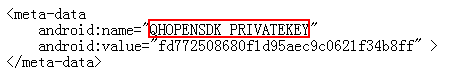 <meta-data
android:name="QHOPENSDK_PRIVATEKEY"
android:value="fd772508680f1d95aec9c0621f34b8ff" >
</meta-data>